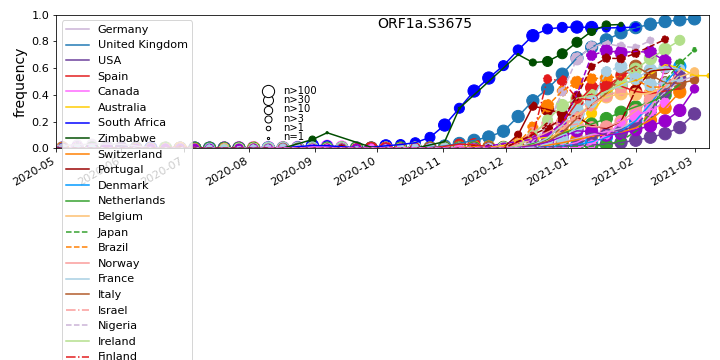 ORF1a.S3675
frequency
1.0
0.8
0.6
0.4
0.2
0.0
Germany
United Kingdom
USA
Spain
Canada
Australia
South Africa
Zimbabwe
Switzerland
Portugal
Denmark
Netherlands
Belgium
Japan
Brazil
Norway
France
Italy
Israel
Nigeria
Ireland
Finland
n>100
n>30
n>10
n>3
n>1
n=1
2020-05
2020-06
2020-07
2020-08
2020-09
2020-10
2020-11
2020-12
2021-01
2021-02
2021-03